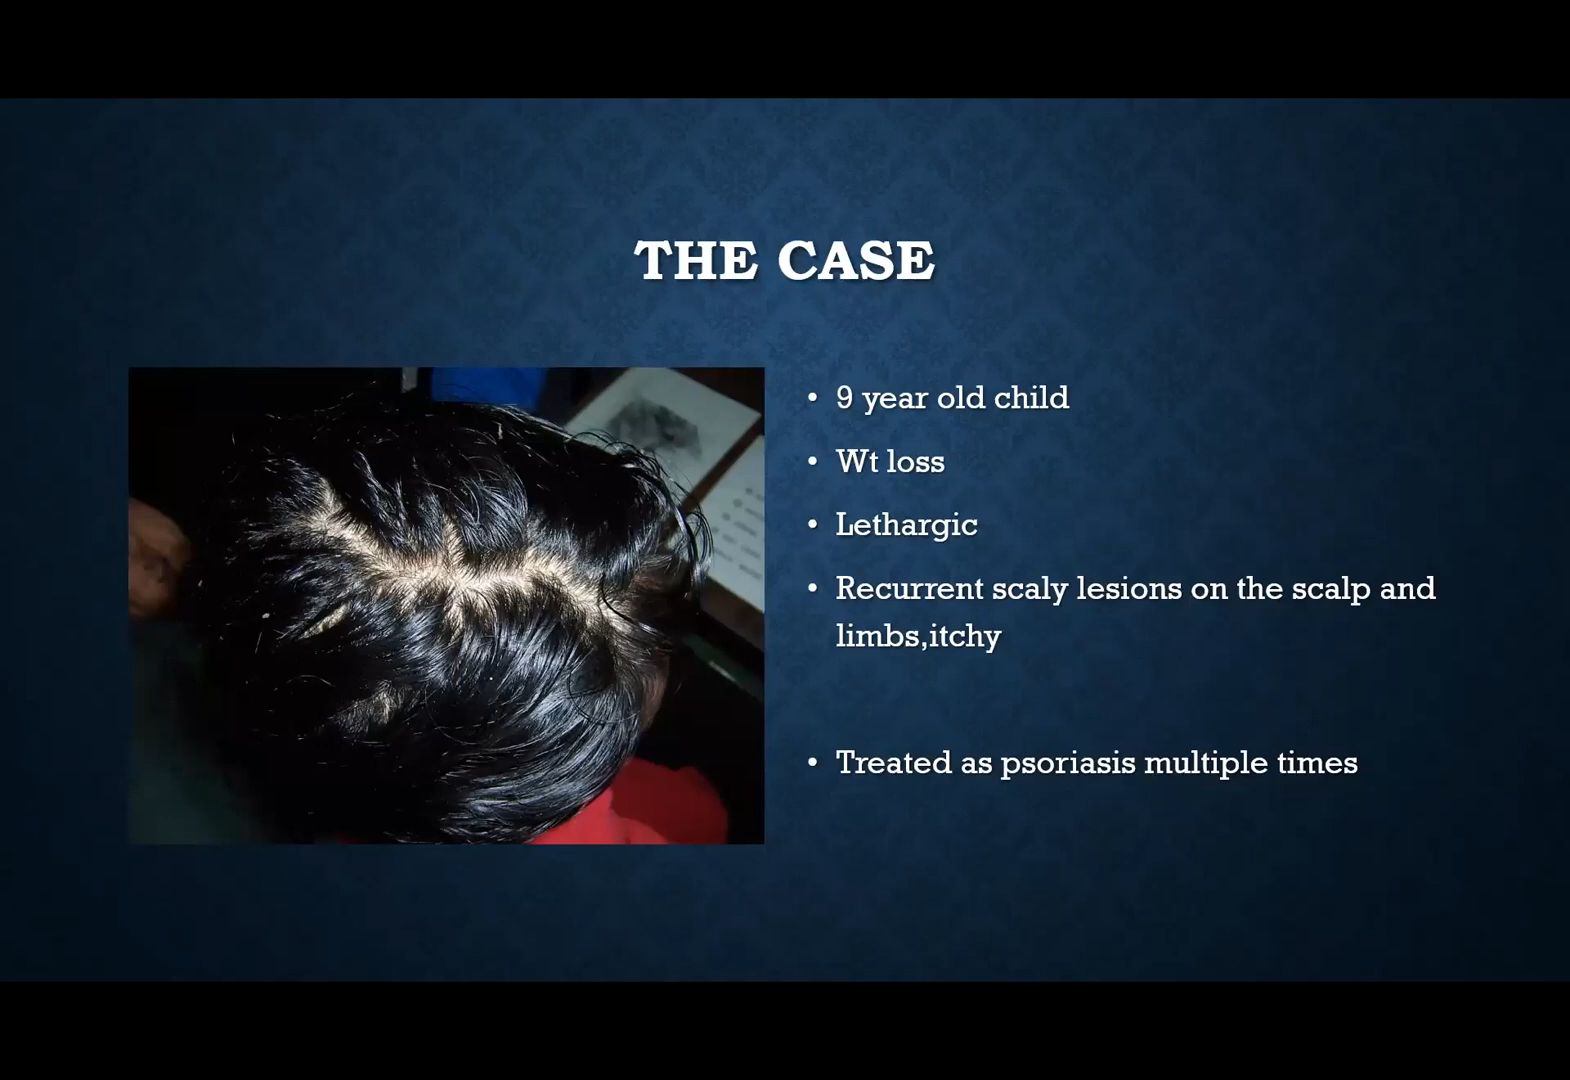 THE CASE
• 9 year old child
• Wt loss
• Lethargic
• Recurrent scaly lesions on the scalp and
limbs,itchy
• Treated as psoriasis multiple times